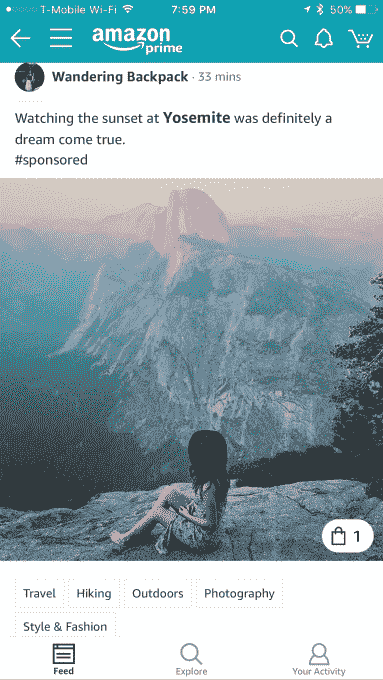 T-Mobile Wi-Fi 7:59 PM 50%
amazon
prime
Wandering Backpack · 33 mins
Watching the sunset at Yosemite was definitely a
dream come true.
#sponsored
1
Travel Hiking Outdoors Photography
Style & Fashion
Feed Explore Your Activity